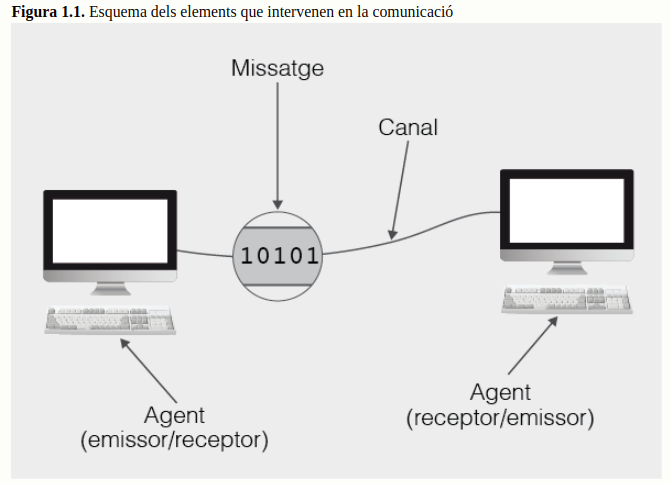 Figura 1.1. Esquema dels elements que intervenen en la comunicació
Missatge
Canal
10101
Agent
(emissor/receptor)
Agent
(receptor/emissor)